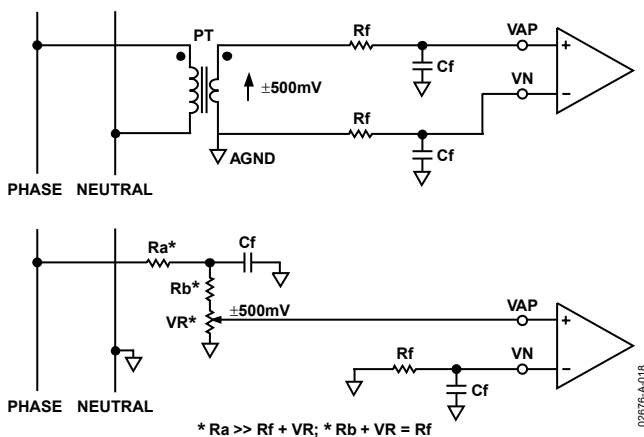 PT
Rf
VAP
+
Cf
±500mV
VN
−
Rf
Cf
AGND
PHASE NEUTRAL
Ra*
Cf
Rb*
±500mV
VR*
VAP
+
Rf
VN
−
Cf
PHASE NEUTRAL
* Ra >> Rf + VR; * Rb + VR = Rf
02676-A-018